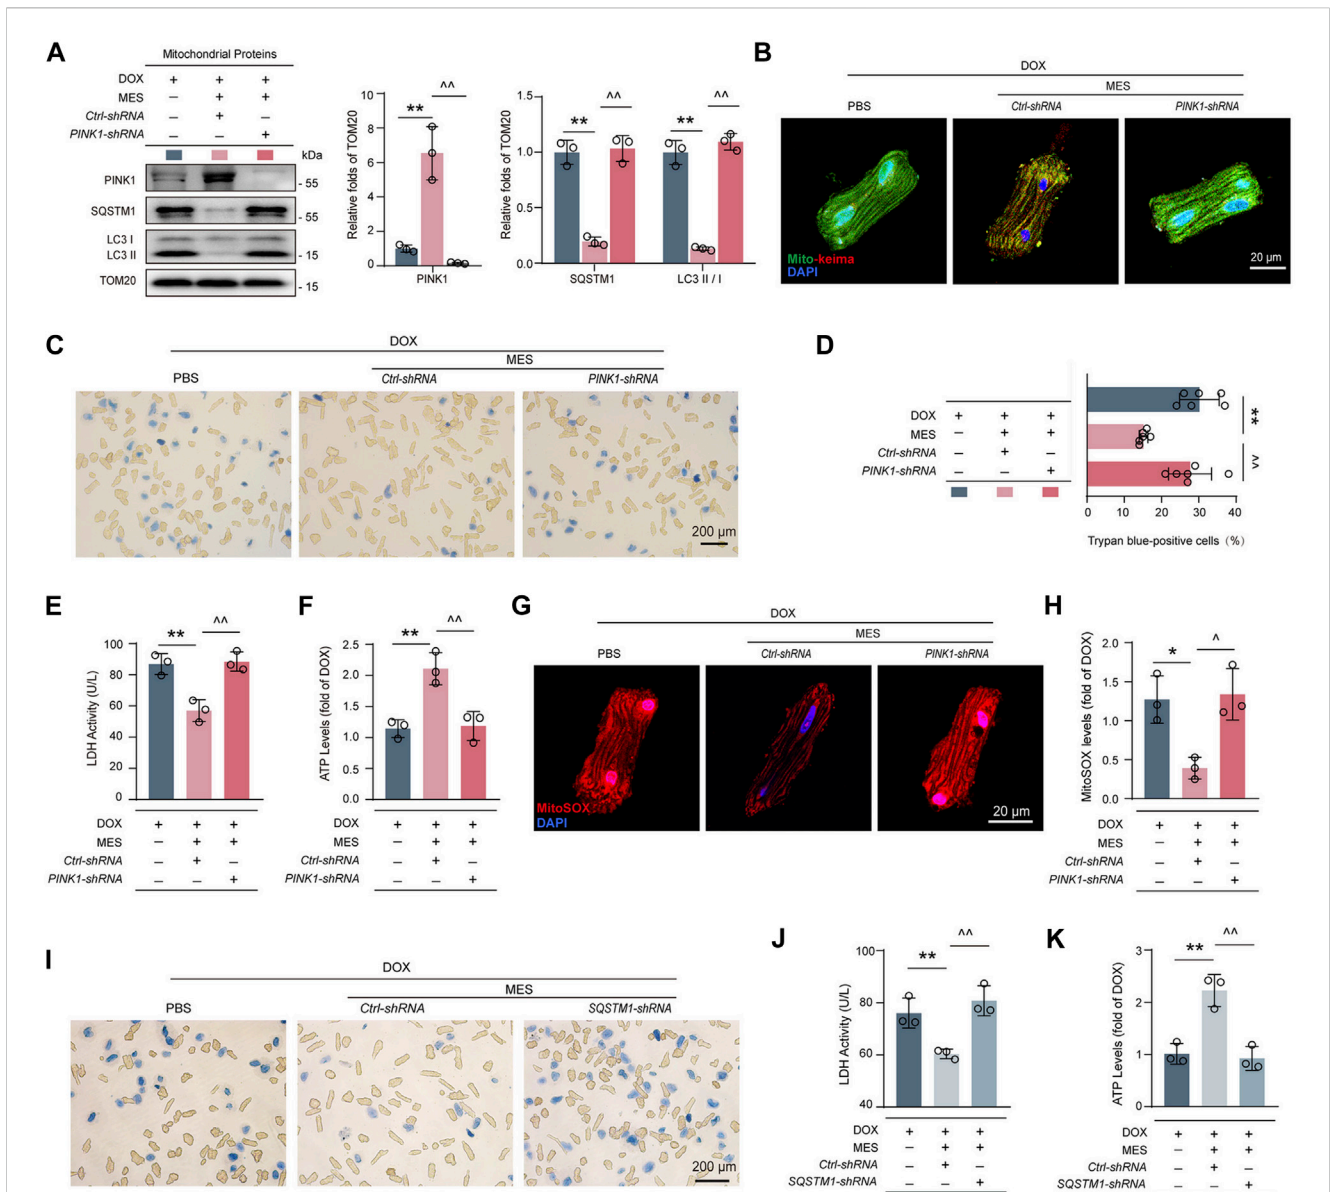 A
Mitochondrial Proteins
DOX + + +
MES – + +
Ctrl-shRNA – + –
PINK1-shRNA – – +
kDa
PINK1 - 55
SQSTM1 - 55
LC3 I
LC3 II - 15
TOM20 - 15
Relative folds of TOM20
10
8
6
4
2
0
** ^^
PINK1
Relative folds of TOM20
1.5
1.0
0.5
0.0
** ^^ ** ^^
SQSTM1 LC3 II / I
B
DOX
MES
PBS Ctrl-shRNA PINK1-shRNA
Mito-keima
DAPI
20 µm
C
DOX
MES
PBS Ctrl-shRNA PINK1-shRNA
200 µm
D
DOX + + +
MES – + +
Ctrl-shRNA – + –
PINK1-shRNA – – +
**
^^
0 10 20 30 40
Trypan blue-positive cells (%)
E
LDH Activity (U/L)
100
80
60
40
20
0
** ^^
DOX + + +
MES – + +
Ctrl-shRNA – + –
PINK1-shRNA – – +
F
ATP Levels (fold of DOX)
2.5
2.0
1.5
1.0
0.5
0.0
** ^^
DOX + + +
MES – + +
Ctrl-shRNA – + –
PINK1-shRNA – – +
G
DOX
MES
PBS Ctrl-shRNA PINK1-shRNA
MitoSOX
DAPI
20 µm
H
MitoSOX levels (fold of DOX)
2.0
1.5
1.0
0.5
0.0
* ^
DOX + + +
MES – + +
Ctrl-shRNA – + –
PINK1-shRNA – – +
I
DOX
MES
PBS Ctrl-shRNA SQSTM1-shRNA
200 µm
J
LDH Activity (U/L)
100
80
60
40
** ^^
DOX + + +
MES – + +
Ctrl-shRNA – + –
SQSTM1-shRNA – – +
K
ATP Levels (fold of DOX)
3
2
1
0
** ^^
DOX + + +
MES – + +
Ctrl-shRNA – + –
SQSTM1-shRNA – – +